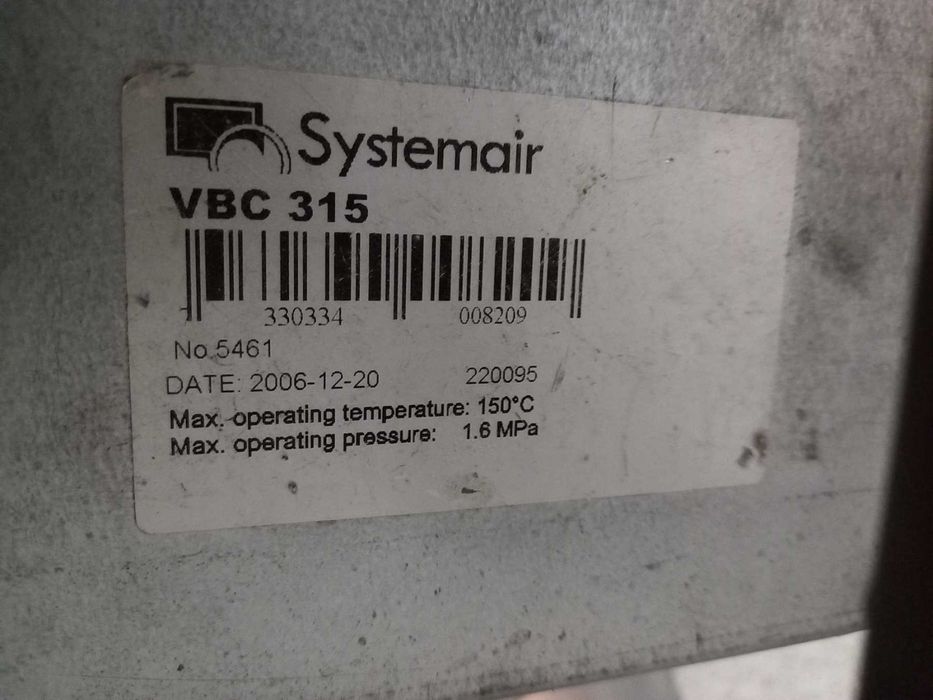 Systemair
VBC 315
7 330334 008209
No.5461
DATE: 2006-12-20 220095
Max. operating temperature: 150°C
Max. operating pressure: 1.6 MPa